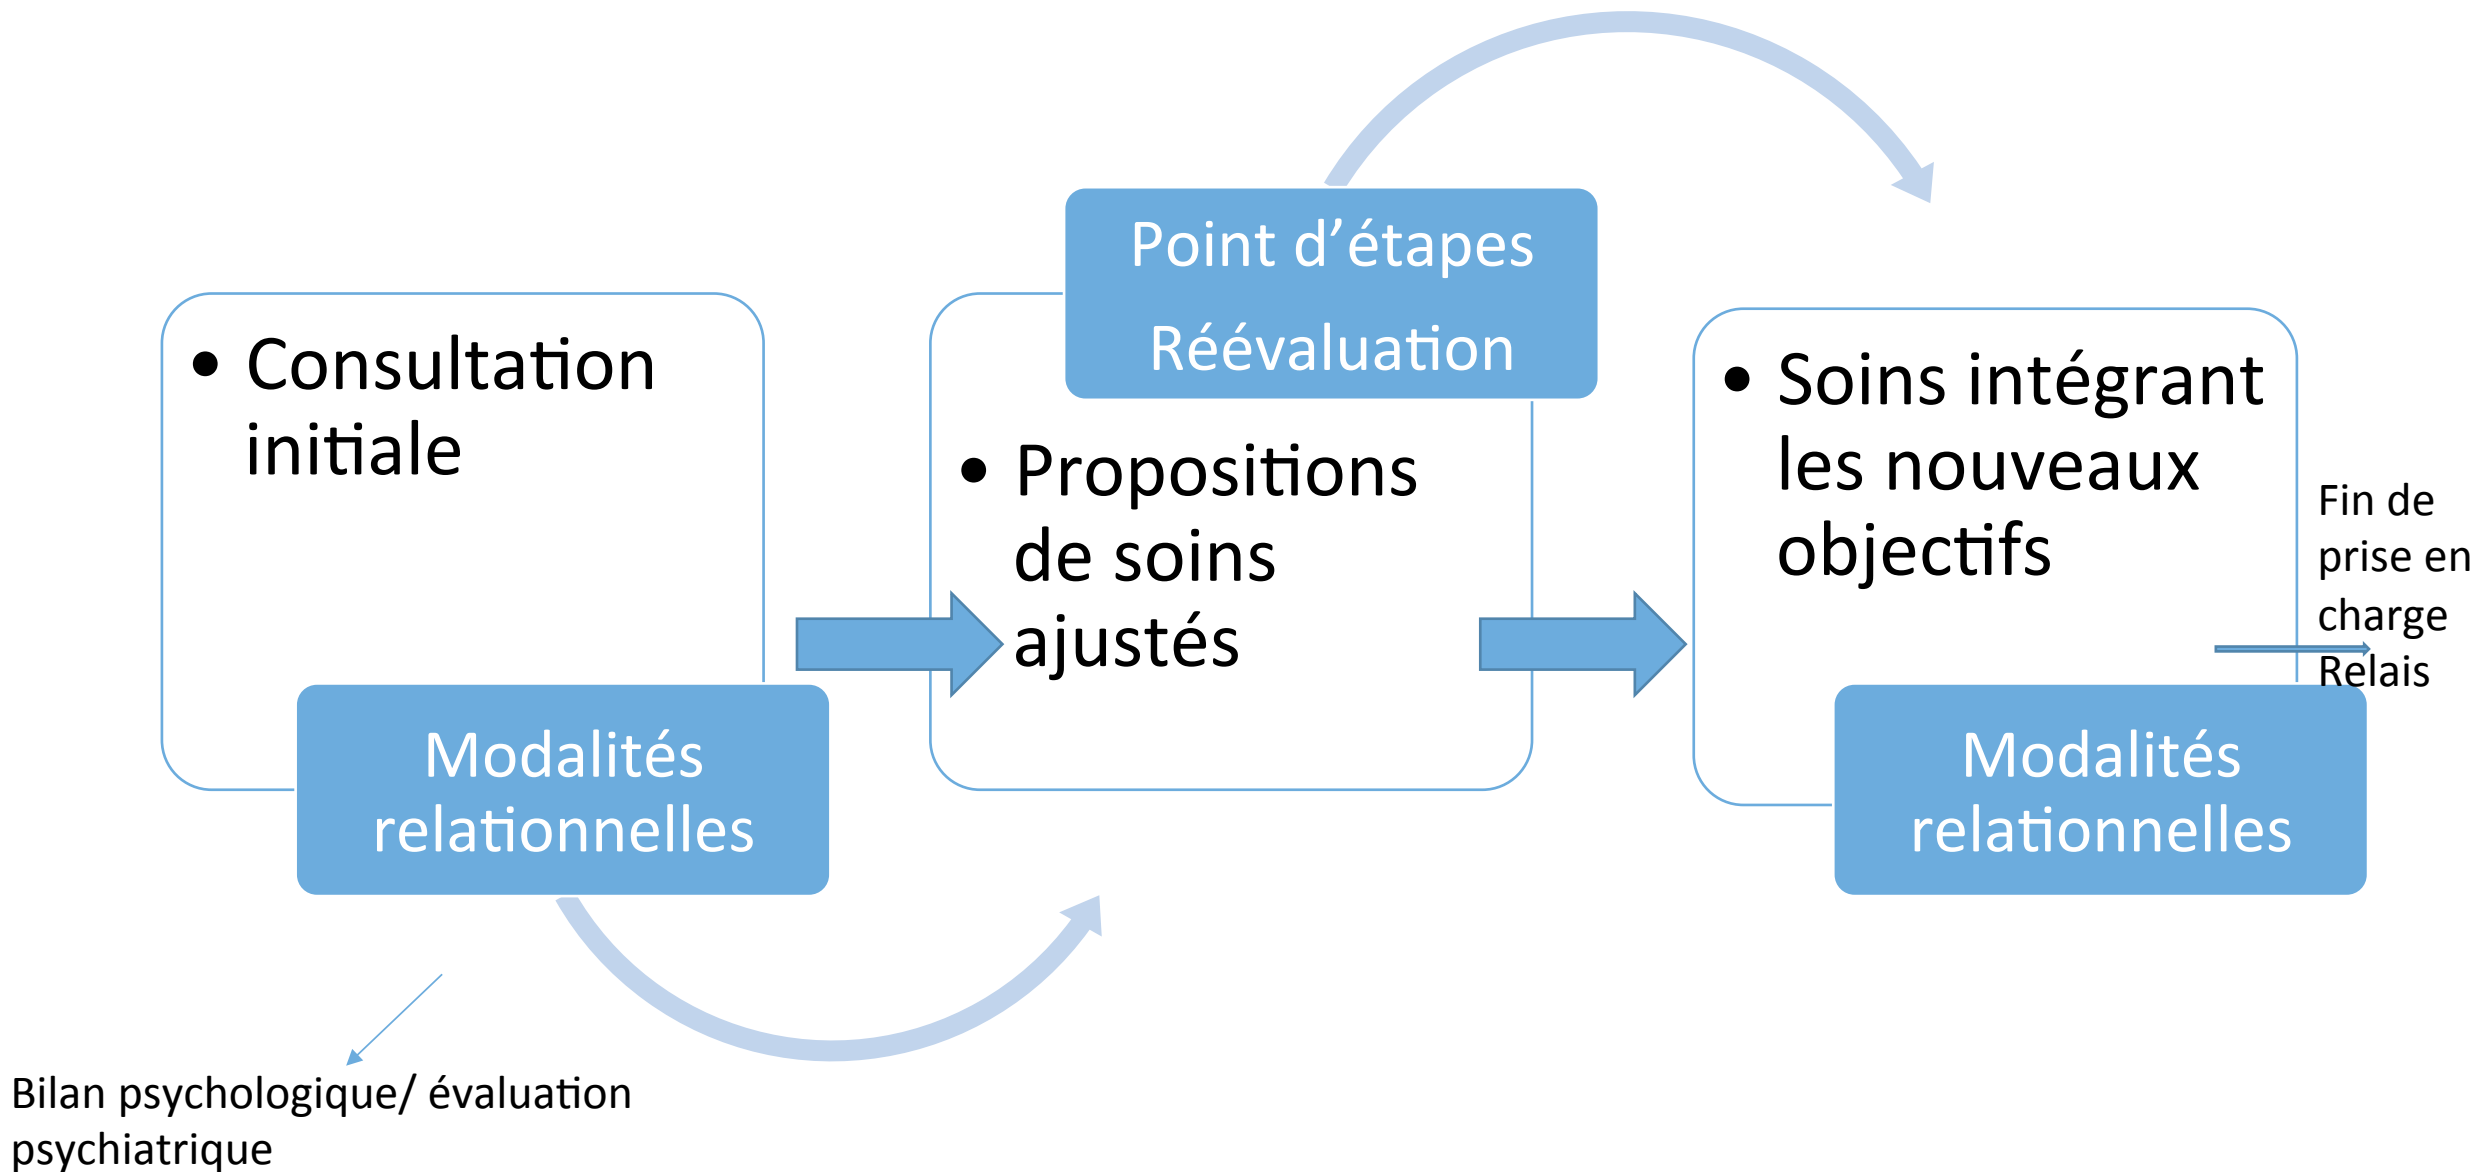 • Consultation
initiale
Modalités
relationnelles
Bilan psychologique/ évaluation
psychiatrique
Point d’étapes
Réévaluation
• Propositions
de soins
ajustés
• Soins intégrant
les nouveaux
objectifs
Modalités
relationnelles
Fin de
prise en
charge
Relais